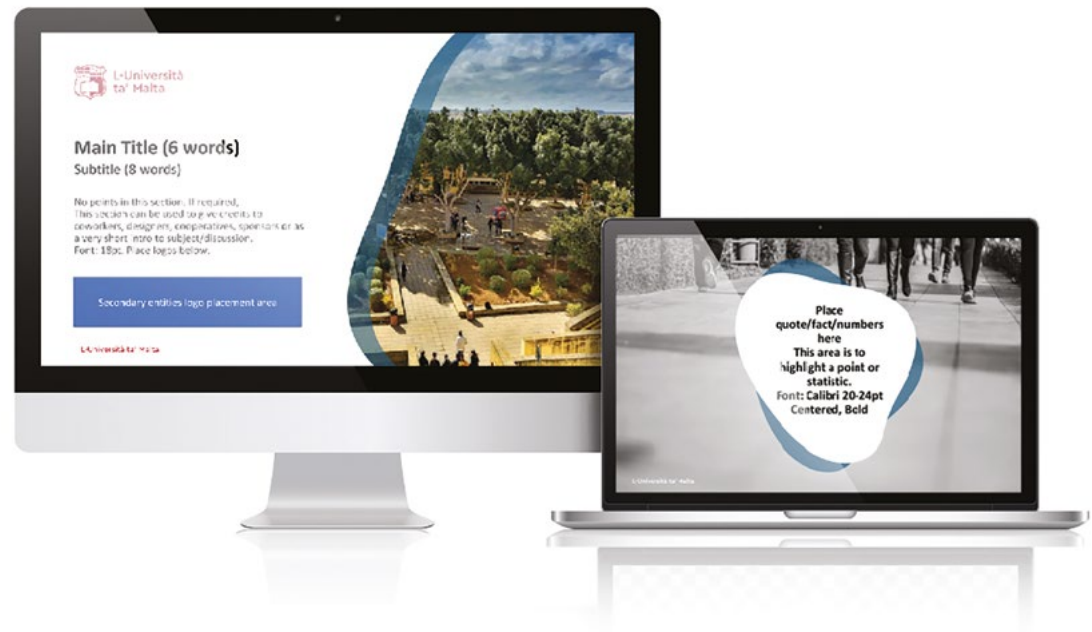 L-Università
ta' Malta
Main Title (6 words)
Subtitle (8 words)
No points in this section. If required,
This section can be used to give credits to
coworkers, designers, cooperatives, sponsors or as
a very short intro to subject/discussion.
Font: 18pt. Place logos below.
Secondary entities logo placement area
L-Università ta' Malta
Place
quote/fact/numbers
here
This area is to
highlight a point or
statistic.
Font: Calibri 20-24pt
Centered, Bold
L-Università ta' Malta